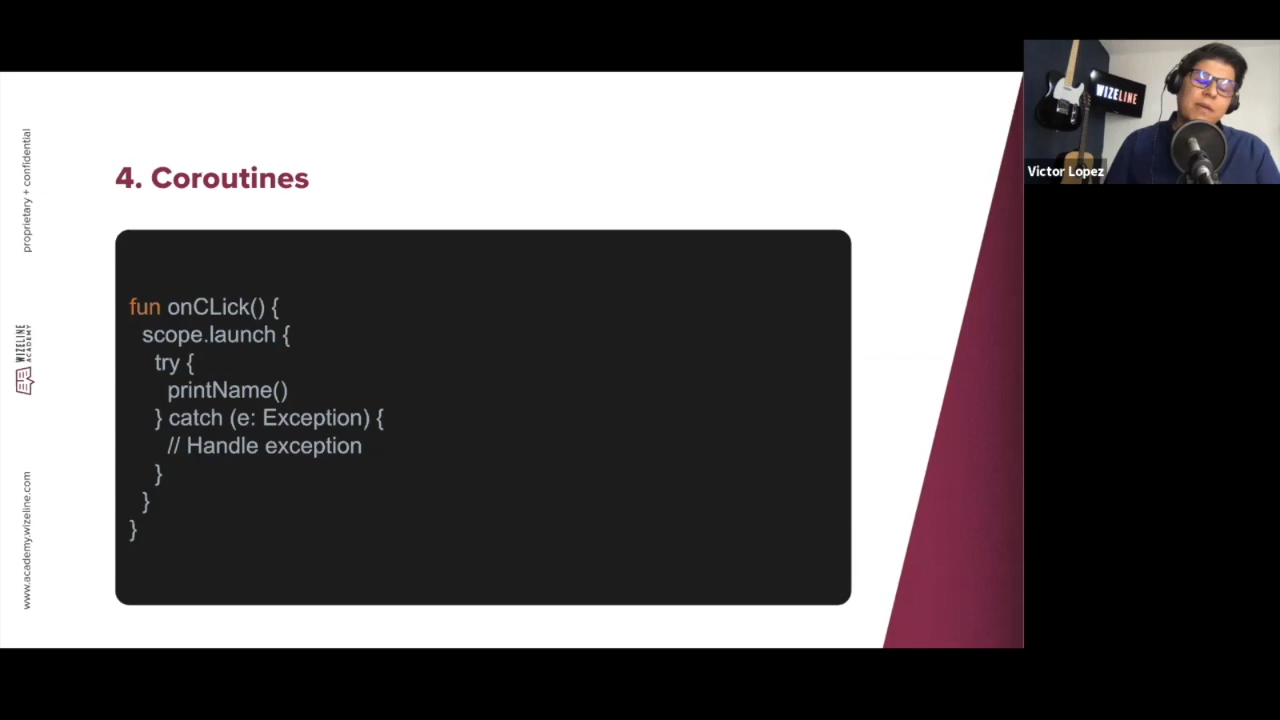 proprietary + confidential
WIZELINE
ACADEMY
www.academy.wizeline.com
4. Coroutines
fun onCLick() {
scope.launch {
try {
printName()
} catch (e: Exception) {
// Handle exception
}
}
}
WIZELINE
Victor Lopez